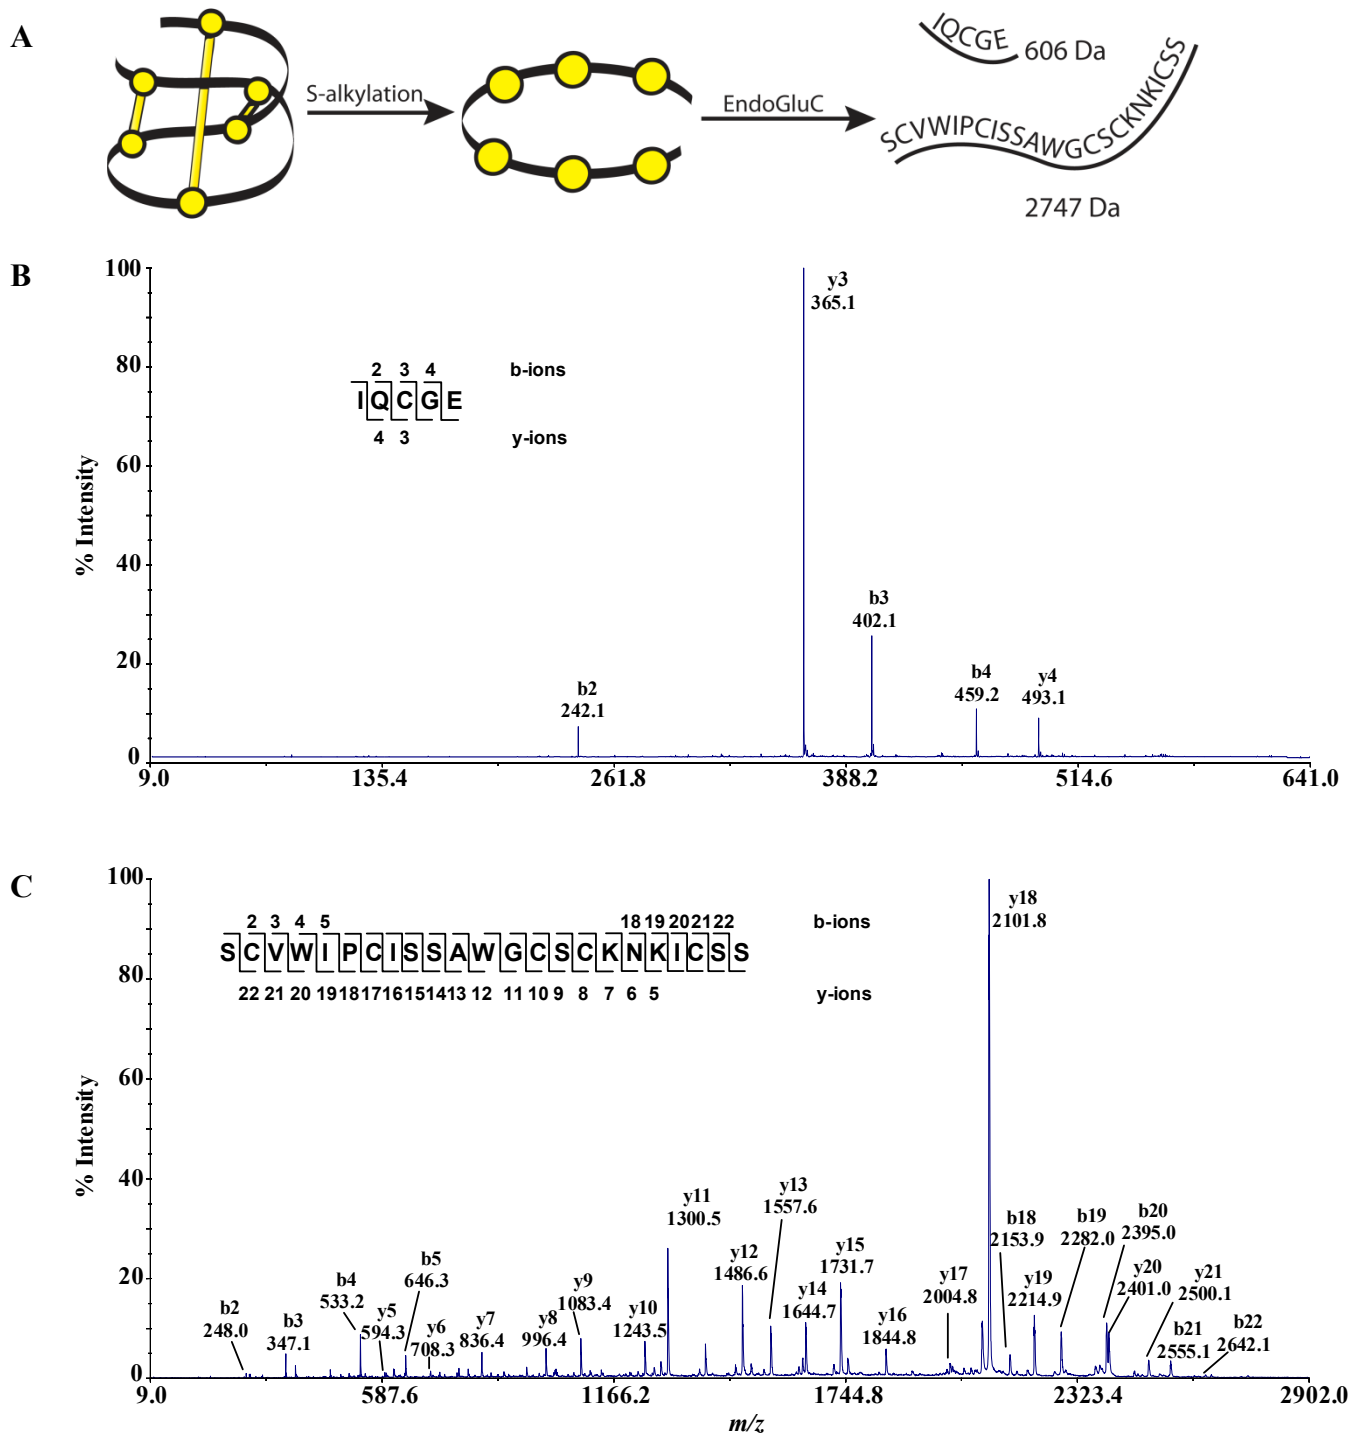 A
S-alkylation
EndoGluC
IQCGE
606 Da
SCVWIPCISSAWGCSCKNKICSS
2747 Da
B
100
80
60
40
20
0
% Intensity
y3
365.1
2 3 4
b-ions
IQCGE
4 3
y-ions
b3
402.1
b2
242.1
b4
459.2
y4
493.1
9.0 135.4 261.8 388.2 514.6 641.0
C
100
80
60
40
20
0
% Intensity
2 3 4 5 18 19 20 21 22
b-ions
SCVWIPCISSAWGCSCKNKICSS
22 21 20 19 18 17 16 15 14 13 12 11 10 9 8 7 6 5
y-ions
y18
2101.8
b2
248.0
b3
347.1
b4
533.2
y5
594.3
b5
646.3
y6
708.3
y7
836.4
y8
996.4
y9
1083.4
y10
1243.5
y11
1300.5
y12
1486.6
y13
1557.6
y14
1644.7
y15
1731.7
y16
1844.8
y17
2004.8
b18
2153.9
y19
2214.9
b19
2282.0
b20
2395.0
y20
2401.0
y21
2500.1
b21
2555.1
b22
2642.1
9.0 587.6 1166.2 1744.8 2323.4 2902.0
m/z